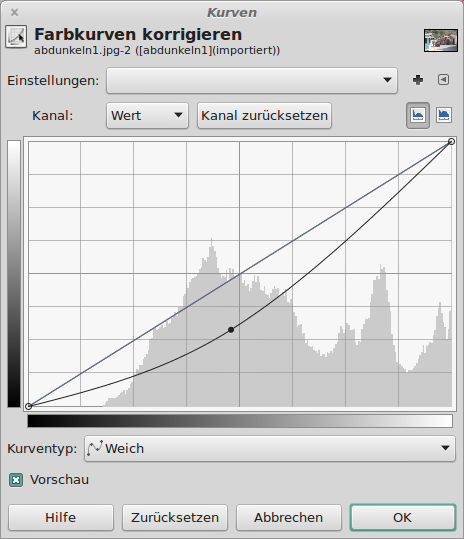 Kurven
Farbkurven korrigieren
abdunkeln1.jpg-2 ([abdunkeln1](importiert))
Einstellungen:
Kanal: Wert Kanal zurücksetzen
Kurventyp: Weich
Vorschau
Hilfe Zurücksetzen Abbrechen OK